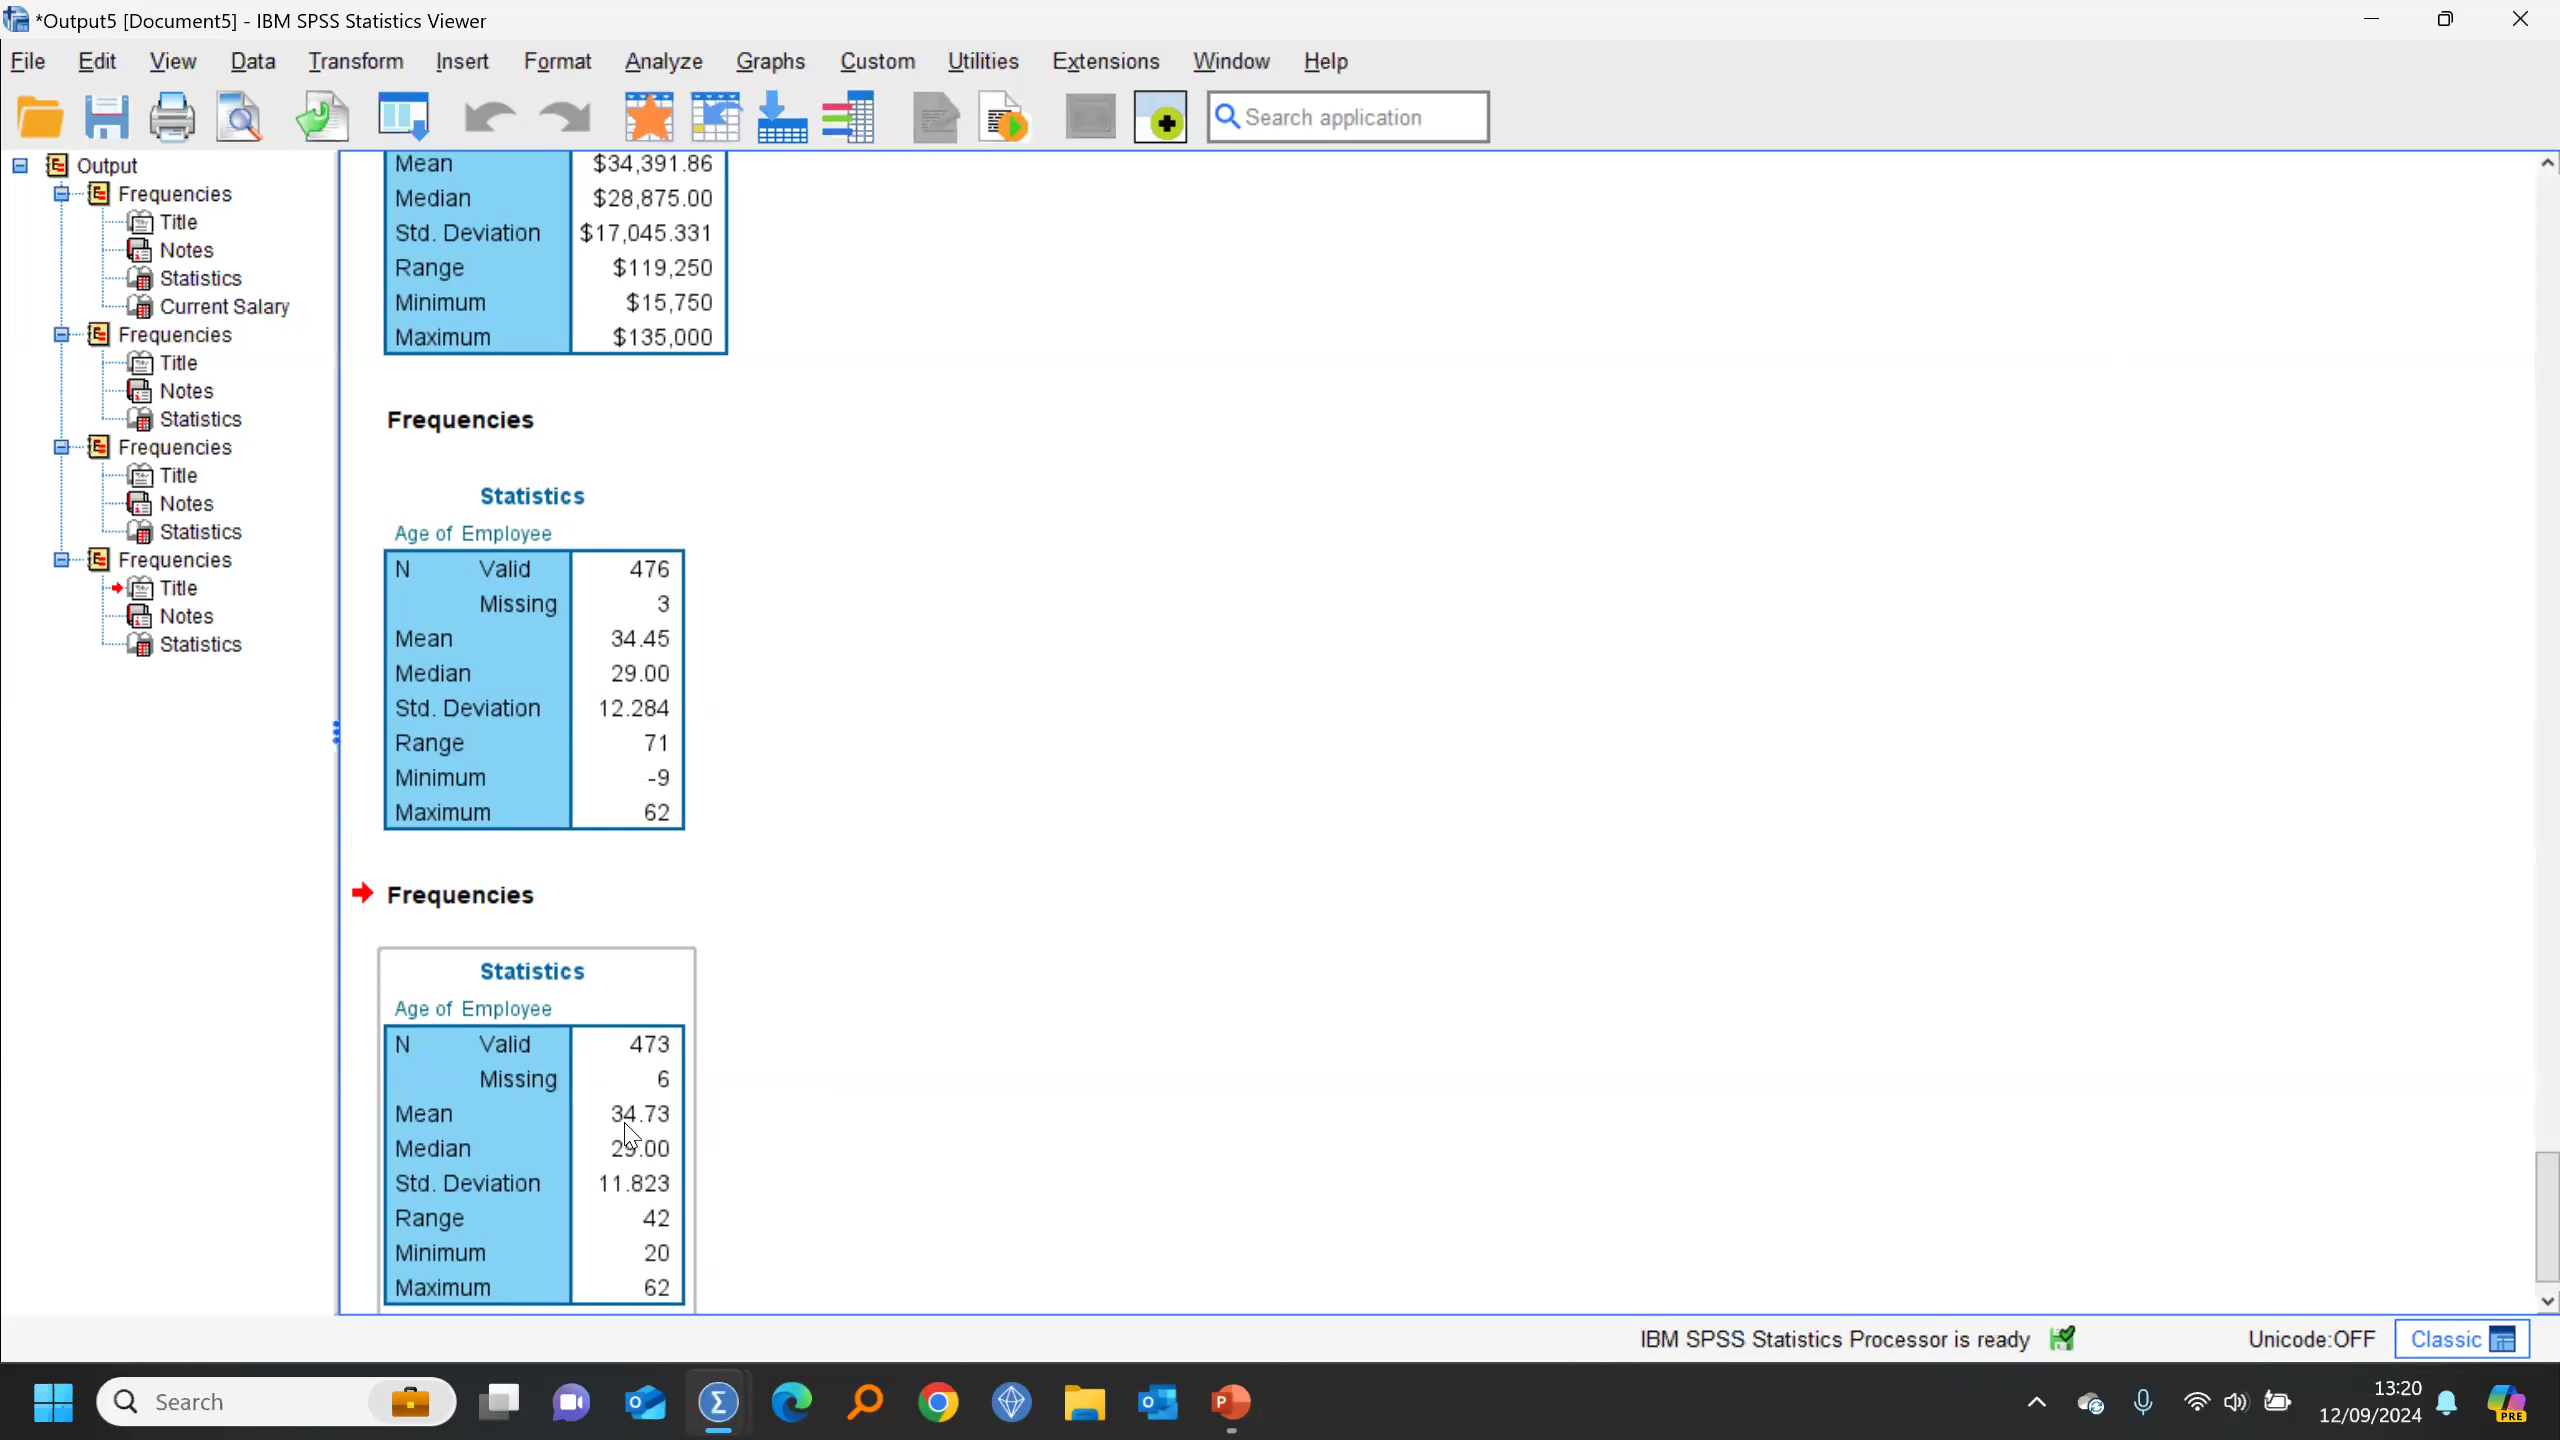 *Output5 [Document5] - IBM SPSS Statistics Viewer
File Edit View Data Transform Insert Format Analyze Graphs Custom Utilities Extensions Window Help
Search application
Output
Frequencies
Title
Notes
Statistics
Current Salary
Frequencies
Title
Notes
Statistics
Frequencies
Title
Notes
Statistics
Frequencies
Title
Notes
Statistics
Mean $34,391.86
Median $28,875.00
Std. Deviation $17,045.331
Range $119,250
Minimum $15,750
Maximum $135,000
Frequencies
Statistics
Age of Employee
N Valid 476
Missing 3
Mean 34.45
Median 29.00
Std. Deviation 12.284
Range 71
Minimum -9
Maximum 62
Frequencies
Statistics
Age of Employee
N Valid 473
Missing 6
Mean 34.73
Median 29.00
Std. Deviation 11.823
Range 42
Minimum 20
Maximum 62
IBM SPSS Statistics Processor is ready Unicode:OFF Classic
Search
13:20
12/09/2024
PRE